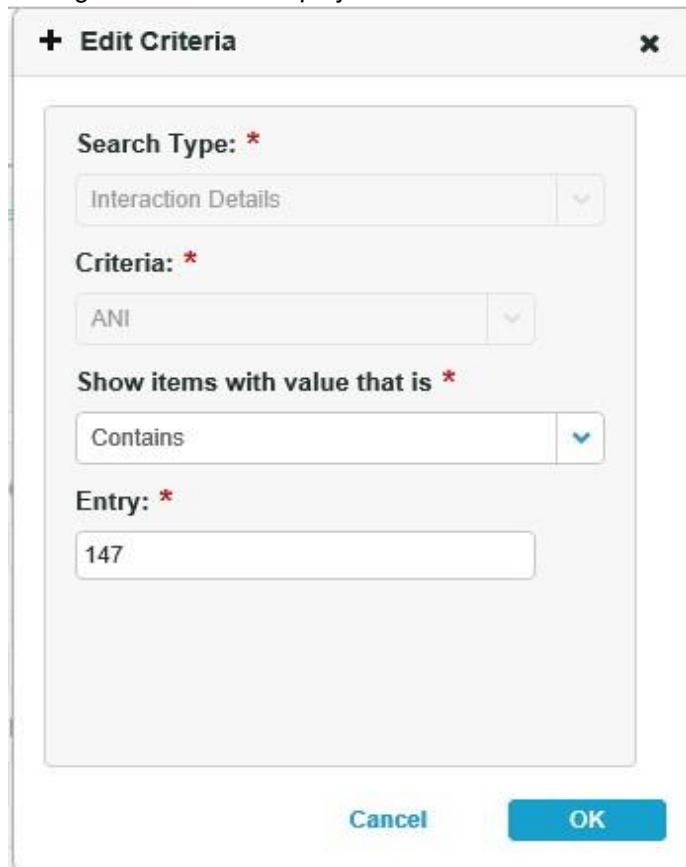 + Edit Criteria ×
Search Type: *
Interaction Details
Criteria: *
ANI
Show items with value that is *
Contains
Entry: *
147
Cancel OK